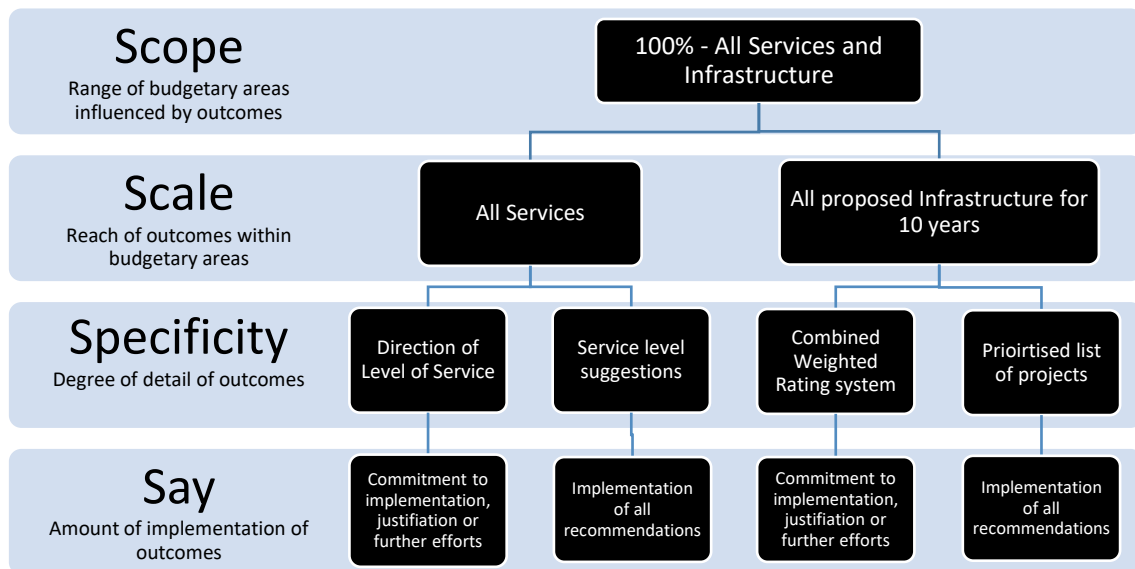 Scope
Range of budgetary areas
influenced by outcomes
100% - All Services and
Infrastructure
Scale
Reach of outcomes within
budgetary areas
All Services
All proposed Infrastructure for
10 years
Specificity
Degree of detail of outcomes
Direction of
Level of Service
Service level
suggestions
Combined
Weighted
Rating system
Prioirtised list
of projects
Say
Amount of implementation of
outcomes
Commitment to
implementation,
justifiation or
further efforts
Implementation
of all
recommendations
Commitment to
implementation,
justifiation or
further efforts
Implementation
of all
recommendations